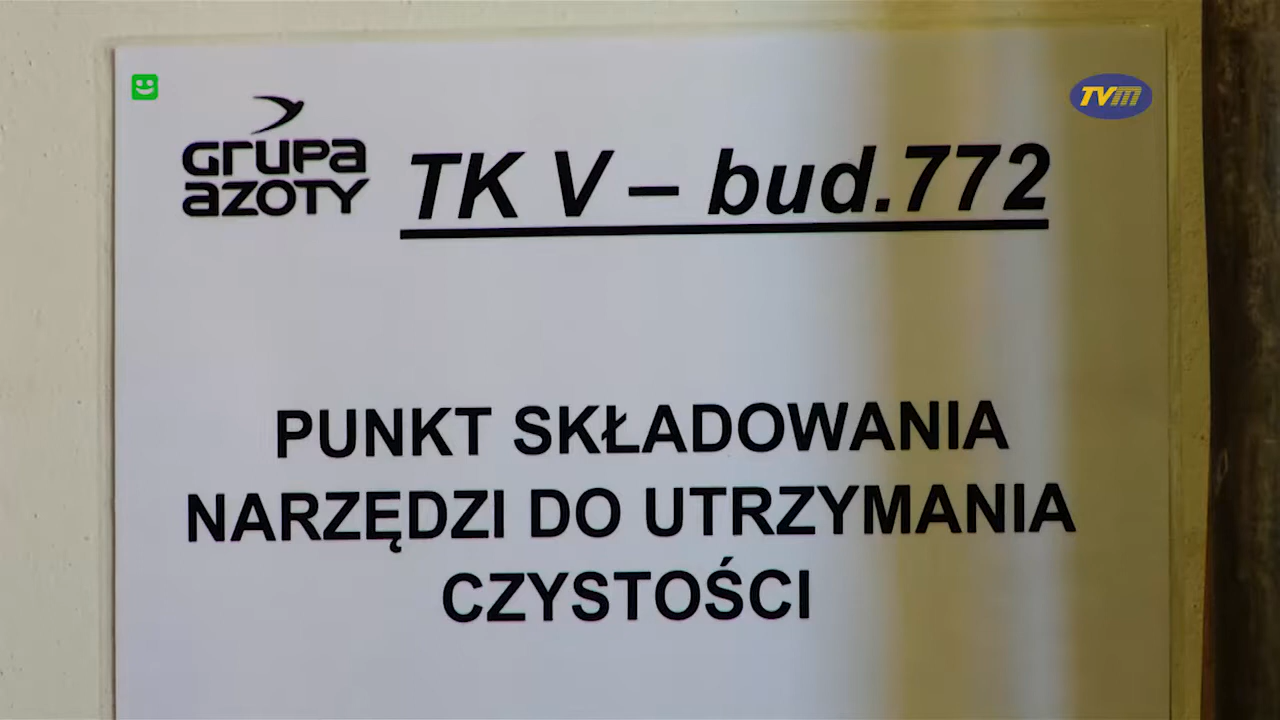 TVM
GRUPA
AZOTY
TK V – bud.772
PUNKT SKŁADOWANIA
NARZĘDZI DO UTRZYMANIA
CZYSTOŚCI